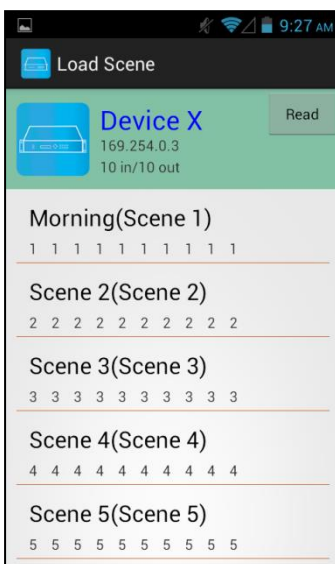 9:27 AM
Load Scene
Device X
Read
169.254.0.3
10 in/10 out
Morning(Scene 1)
1 1 1 1 1 1 1 1 1 1
Scene 2(Scene 2)
2 2 2 2 2 2 2 2 2 2
Scene 3(Scene 3)
3 3 3 3 3 3 3 3 3 3
Scene 4(Scene 4)
4 4 4 4 4 4 4 4 4 4
Scene 5(Scene 5)
5 5 5 5 5 5 5 5 5 5